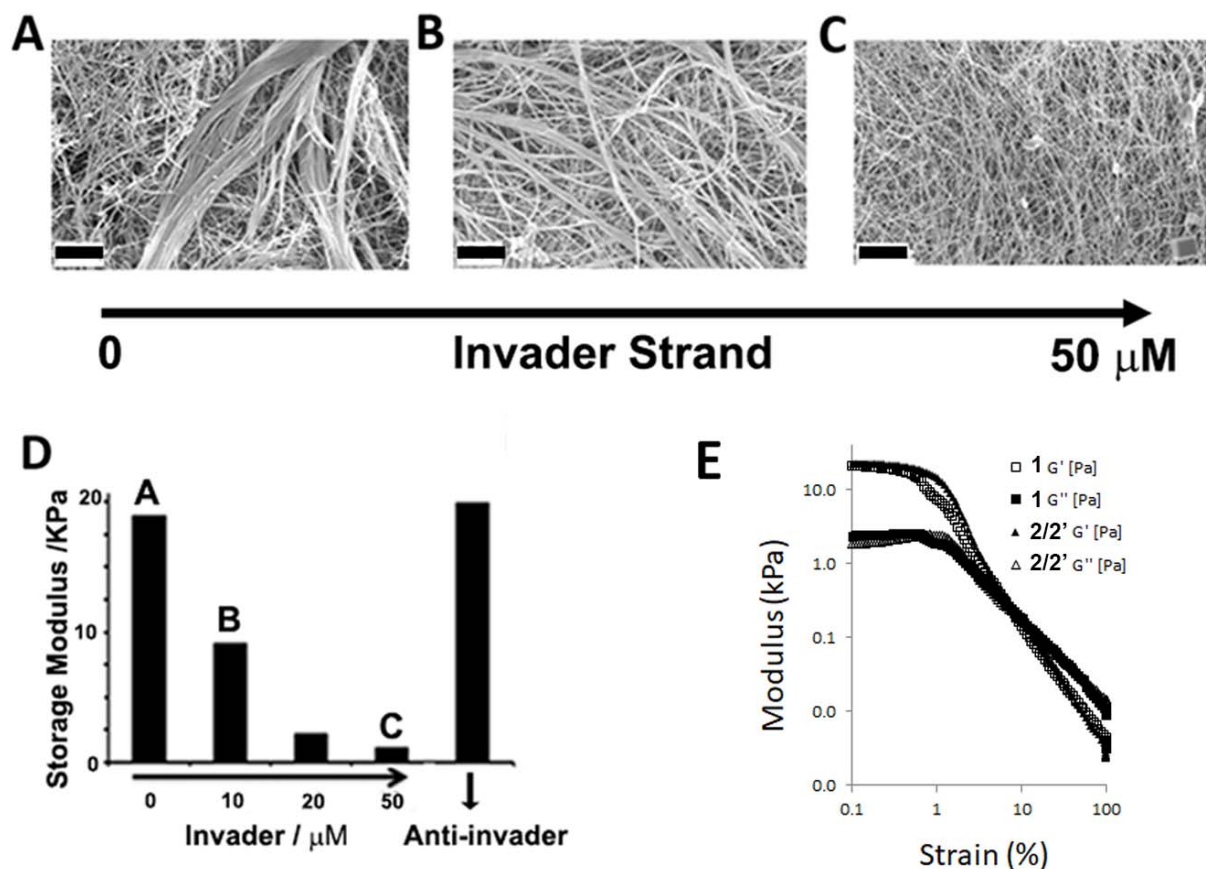 A
B
C
0
Invader Strand
50 μM
D
Storage Modulus /KPa
20
10
0
A
B
C
0
10
20
50
Invader / μM
Anti-invader
E
Modulus (kPa)
10.0
1.0
0.1
0.0
0.0
0.1
1
10
100
Strain (%)
1 G' [Pa]
1 G'' [Pa]
2/2' G' [Pa]
2/2' G'' [Pa]